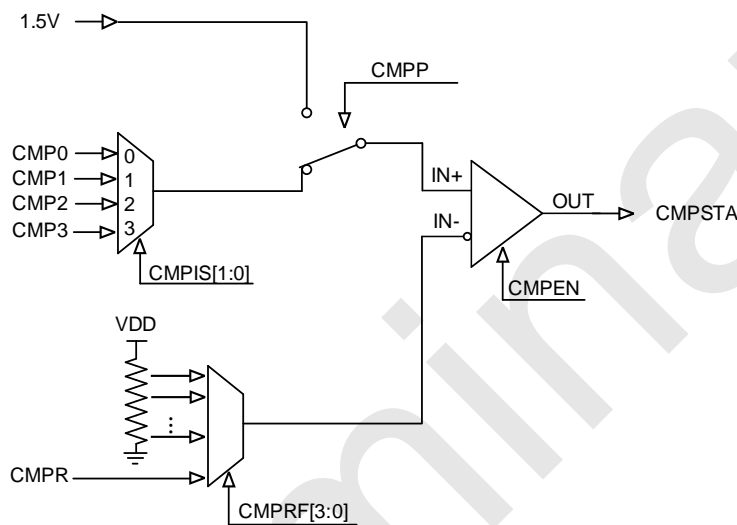 1.5V
CMPP
CMP0
CMP1
CMP2
CMP3
0
1
2
3
IN+
IN-
OUT
CMPSTA
CMPIS[1:0]
CMPEN
VDD
...
CMPR
CMPRF[3:0]
mina